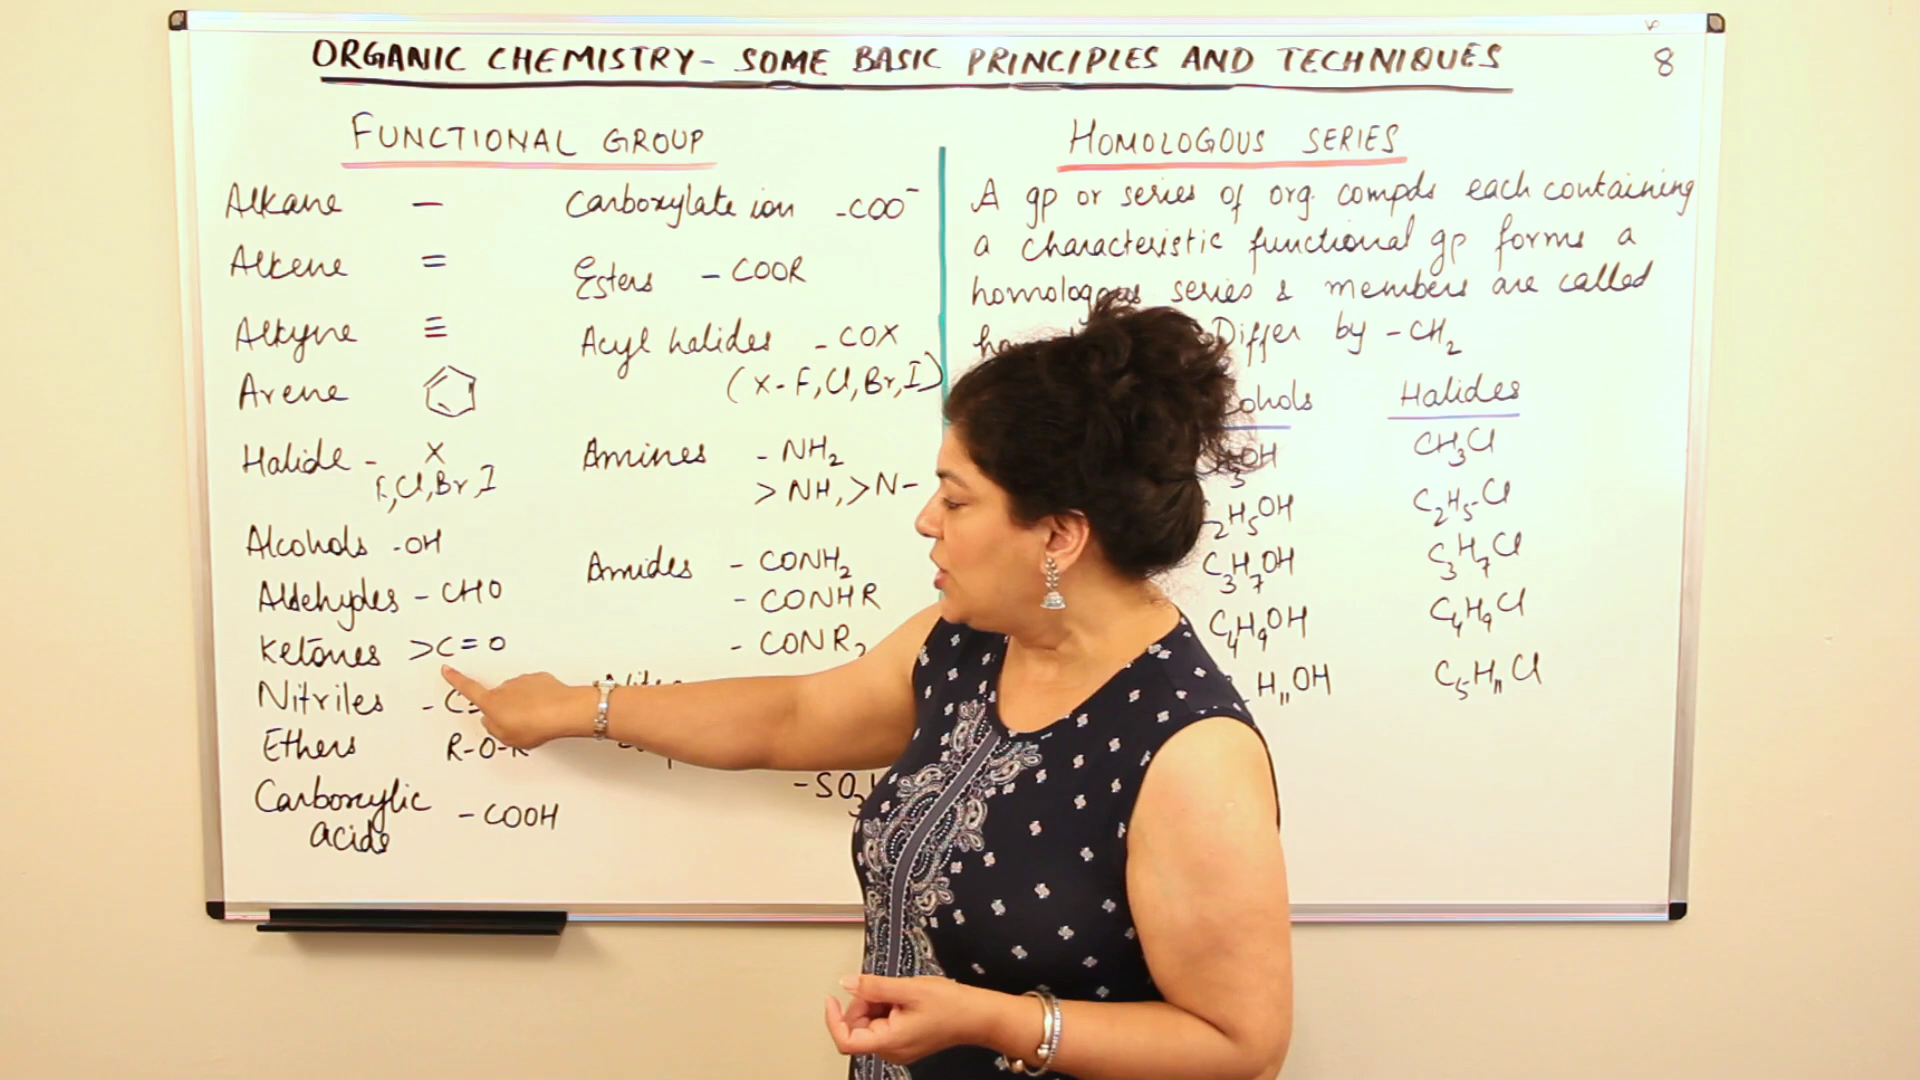 ORGANIC CHEMISTRY- SOME BASIC PRINCIPLES AND TECHNIQUES
8
FUNCTIONAL GROUP
Alkane —
Alkene =
Alkyne ≡
Arene
Halide - X
F,Cl,Br,I
Alcohols -OH
Aldehydes - CHO
Ketones >C=O
Nitriles - C
Ethers R-O-R
Carboxylic - COOH
acids
Carboxylate ion -COO⁻
Esters - COOR
Acyl halides - COX
(X- F,Cl,Br,I)
Amines - NH₂
>NH, >N-
Amides - CONH₂
- CONHR
- CONR₂
- SO₃
HOMOLOGOUS SERIES
A gp or series of org. compds each containing
a characteristic functional gp forms a
homologous series & members are called
Differ by -CH₂
Halides
CH₃Cl
C₂H₅-Cl
C₃H₇OH C₃H₇Cl
C₄H₉OH C₄H₉Cl
H₁₁OH C₅H₁₁Cl